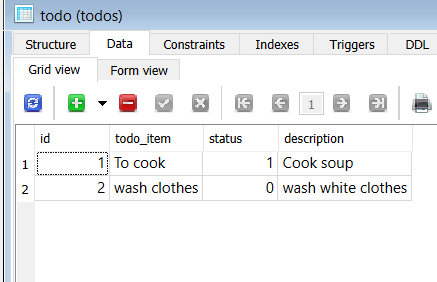 todo (todos)
Structure Data Constraints Indexes Triggers DDL
Grid view Form view
1
id todo_item status description
1 1 To cook 1 Cook soup
2 2 wash clothes 0 wash white clothes